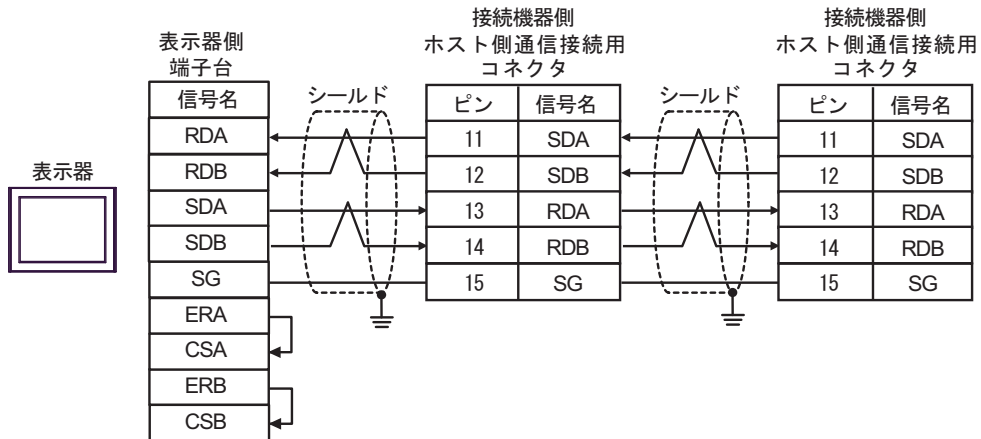 表示器
表示器側
端子台
信号名
RDA
RDB
SDA
SDB
SG
ERA
CSA
ERB
CSB
シールド
接続機器側
ホスト側通信接続用
コネクタ
ピン 信号名
11 SDA
12 SDB
13 RDA
14 RDB
15 SG
シールド
接続機器側
ホスト側通信接続用
コネクタ
ピン 信号名
11 SDA
12 SDB
13 RDA
14 RDB
15 SG